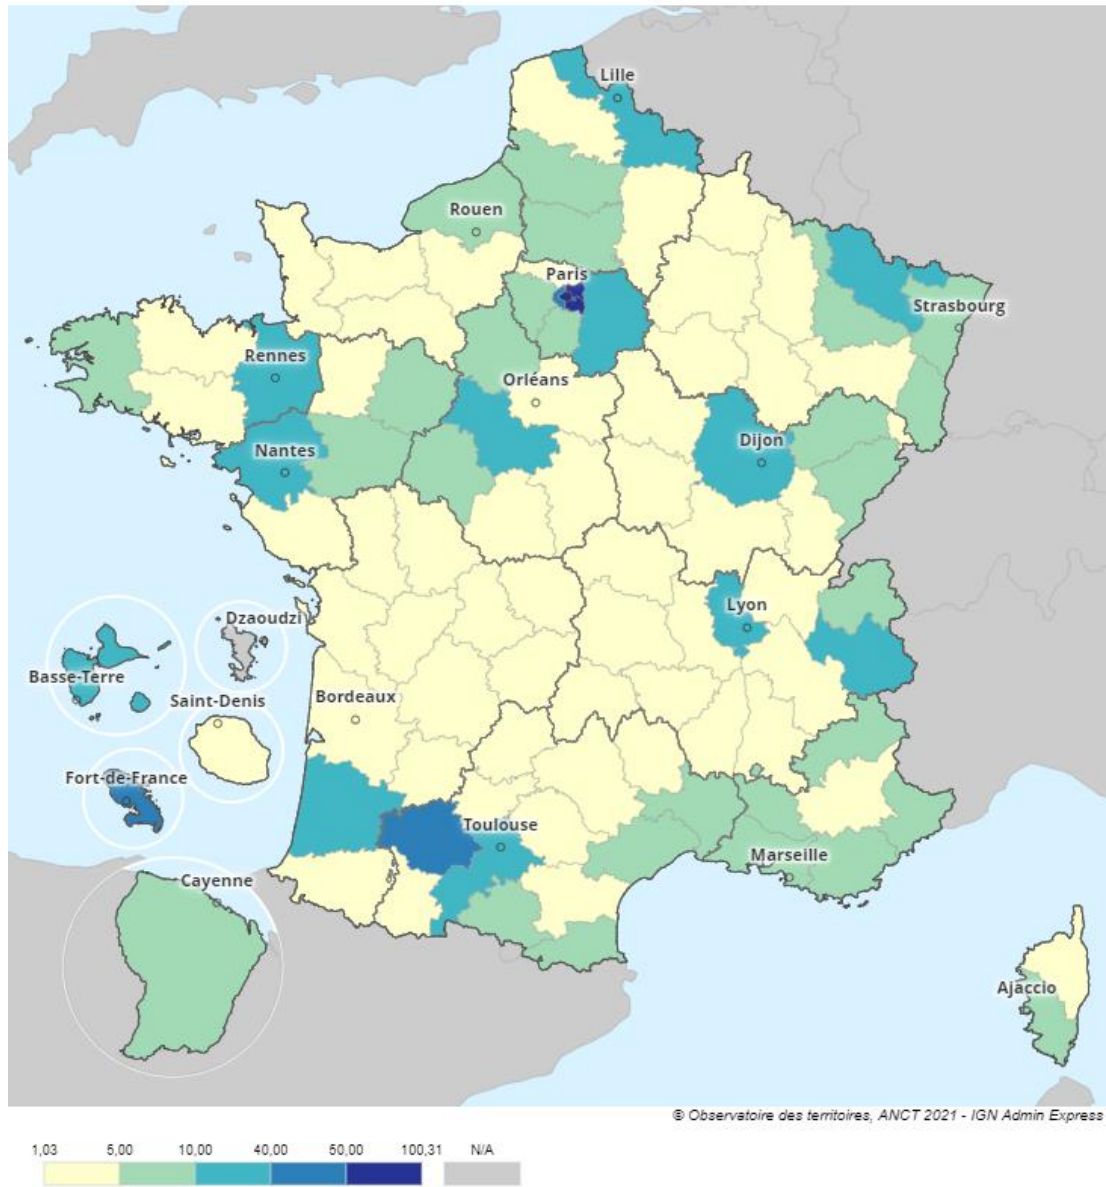 Lille
Rouen
Paris
Strasbourg
Rennes
Orléans
Dijon
Nantes
Lyon
Dzaoudzi
Basse-Terre
Saint-Denis
Bordeaux
Fort-de-France
Toulouse
Marseille
Cayenne
Ajaccio
© Observatoire des territoires, ANCT 2021 - IGN Admin Express
1,03 5,00 10,00 40,00 50,00 100,31 N/A